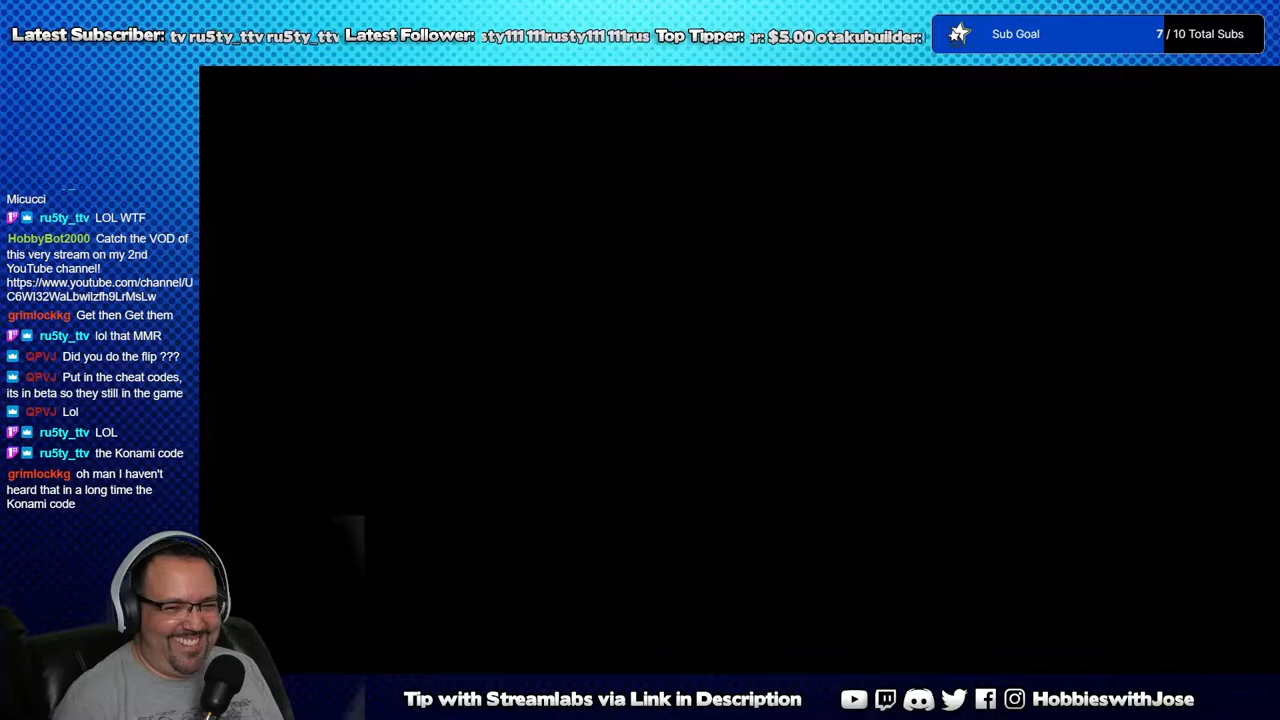 Latest Subscriber: tv ru5ty_ttv ru5ty_ttv Latest Follower: sty111 111rusty111 111rus Top Tipper: r: $5.00 otakubuilder:
Sub Goal 7 / 10 Total Subs
Micucci
ru5ty_ttv LOL WTF
HobbyBot2000 Catch the VOD of
this very stream on my 2nd
YouTube channel!
https://www.youtube.com/channel/U
C6WI32WaLbwilzfh9LrMsLw
grimlockkg Get then Get them
ru5ty_ttv lol that MMR
QPVJ Did you do the flip ???
QPVJ Put in the cheat codes,
its in beta so they still in the game
QPVJ Lol
ru5ty_ttv LOL
ru5ty_ttv the Konami code
grimlockkg oh man I haven't
heard that in a long time the
Konami code
Tip with Streamlabs via Link in Description HobbieswithJose